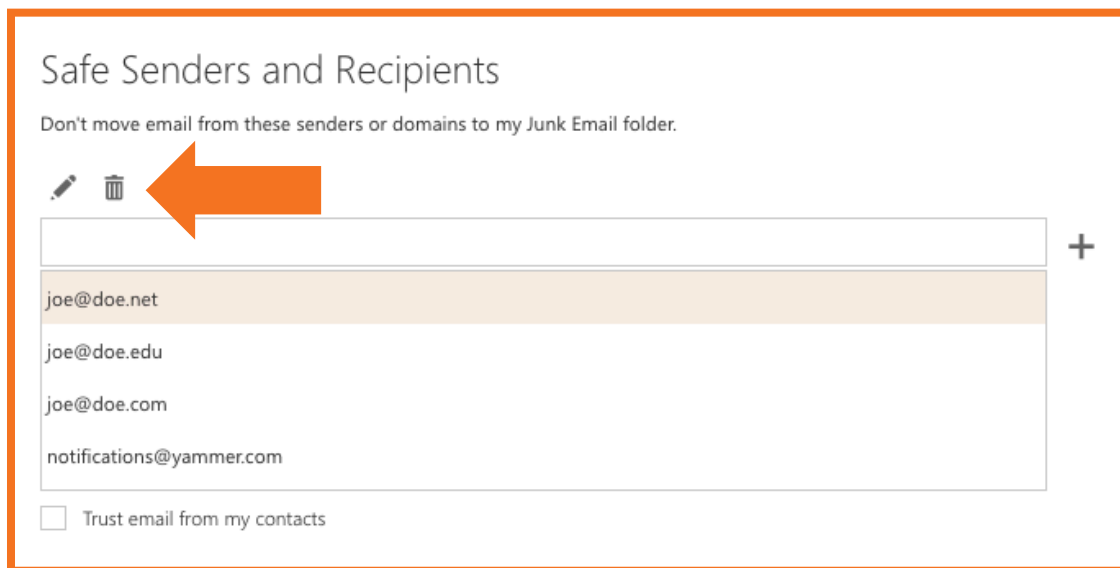 Safe Senders and Recipients
Don't move email from these senders or domains to my Junk Email folder.
joe@doe.net
joe@doe.edu
joe@doe.com
notifications@yammer.com
Trust email from my contacts